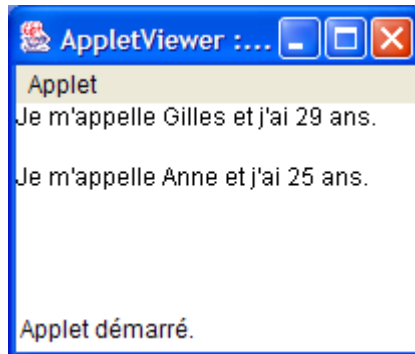 AppletViewer :...
Applet
Je m'appelle Gilles et j'ai 29 ans.
Je m'appelle Anne et j'ai 25 ans.
Applet démarré.